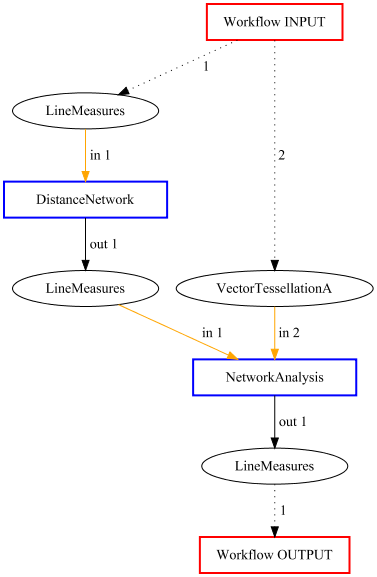 Workflow INPUT
1
LineMeasures
in 1
2
DistanceNetwork
out 1
LineMeasures
VectorTessellationA
in 1
in 2
NetworkAnalysis
out 1
LineMeasures
1
Workflow OUTPUT